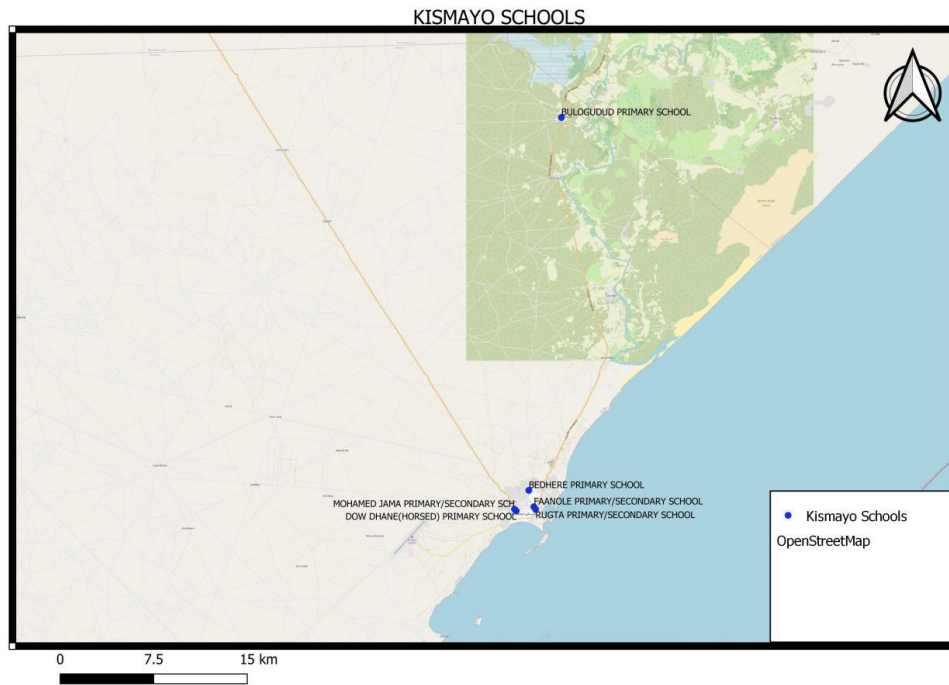 KISMAYO SCHOOLS
BULOGUDUD PRIMARY SCHOOL
BEDHERE PRIMARY SCHOOL
MOHAMED JAMA PRIMARY/SECONDARY SCH
FAANOLE PRIMARY/SECONDARY SCHOOL
DOW DHANE(HORSED) PRIMARY SCHOOL
RUGTA PRIMARY/SECONDARY SCHOOL
Kismayo Schools
OpenStreetMap
0 7.5 15 km